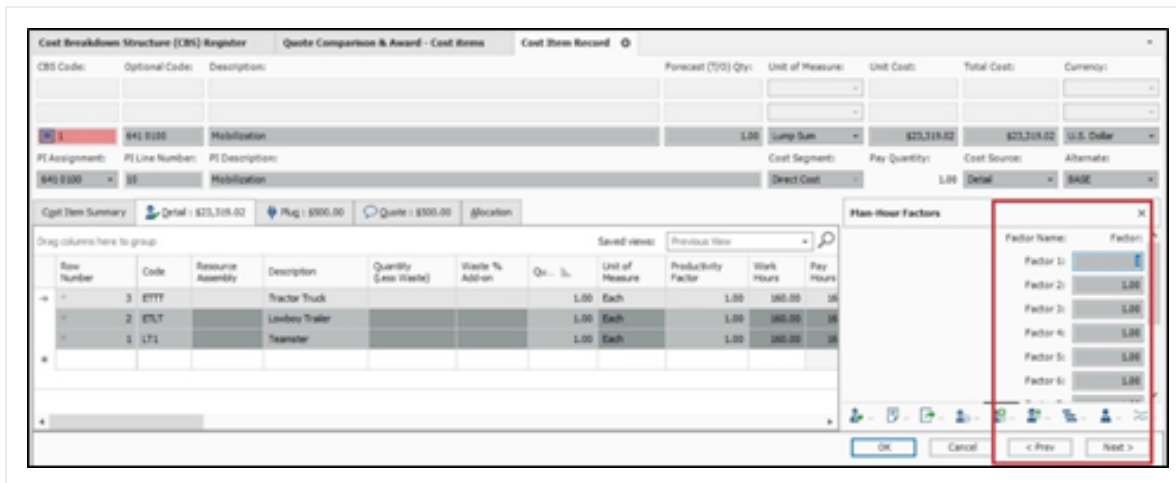 Cost Breakdown Structure (CBS) Register Quote Comparison & Award - Cost Items Cost Item Record
CBS Code: Optional Code: Description: Forecast (T/O) Qty: Unit of Measure: Unit Cost: Total Cost: Currency:
1 641 0100 Mobilization 1.00 Lump Sum $23,319.02 $23,319.02 U.S. Dollar
PI Assignment: PI Line Number: PI Description: Cost Segment: Pay Quantity: Cost Source: Alternate:
641 0100 10 Mobilization Direct Cost 1.00 Detail BASE
Cost Item Summary Detail : $23,319.02 Plug : $500.00 Quote : $500.00 Allocation Man-Hour Factors
Drag columns here to group Saved views: Previous View Factor Name: Factor:
Row Number Code Resource Assembly Description Quantity (Less Waste) Waste % Add-on Qu... Unit of Measure Productivity Factor Work Hours Pay Hours
3 ETTT Tractor Truck 1.00 Each 1.00 160.00 16
2 ETLT Lowboy Trailer 1.00 Each 1.00 160.00 16
1 LT1 Teamster 1.00 Each 1.00 160.00 16
Factor 1:
Factor 2: 1.00
Factor 3: 1.00
Factor 4: 1.00
Factor 5: 1.00
Factor 6: 1.00
OK Cancel < Prev Next >